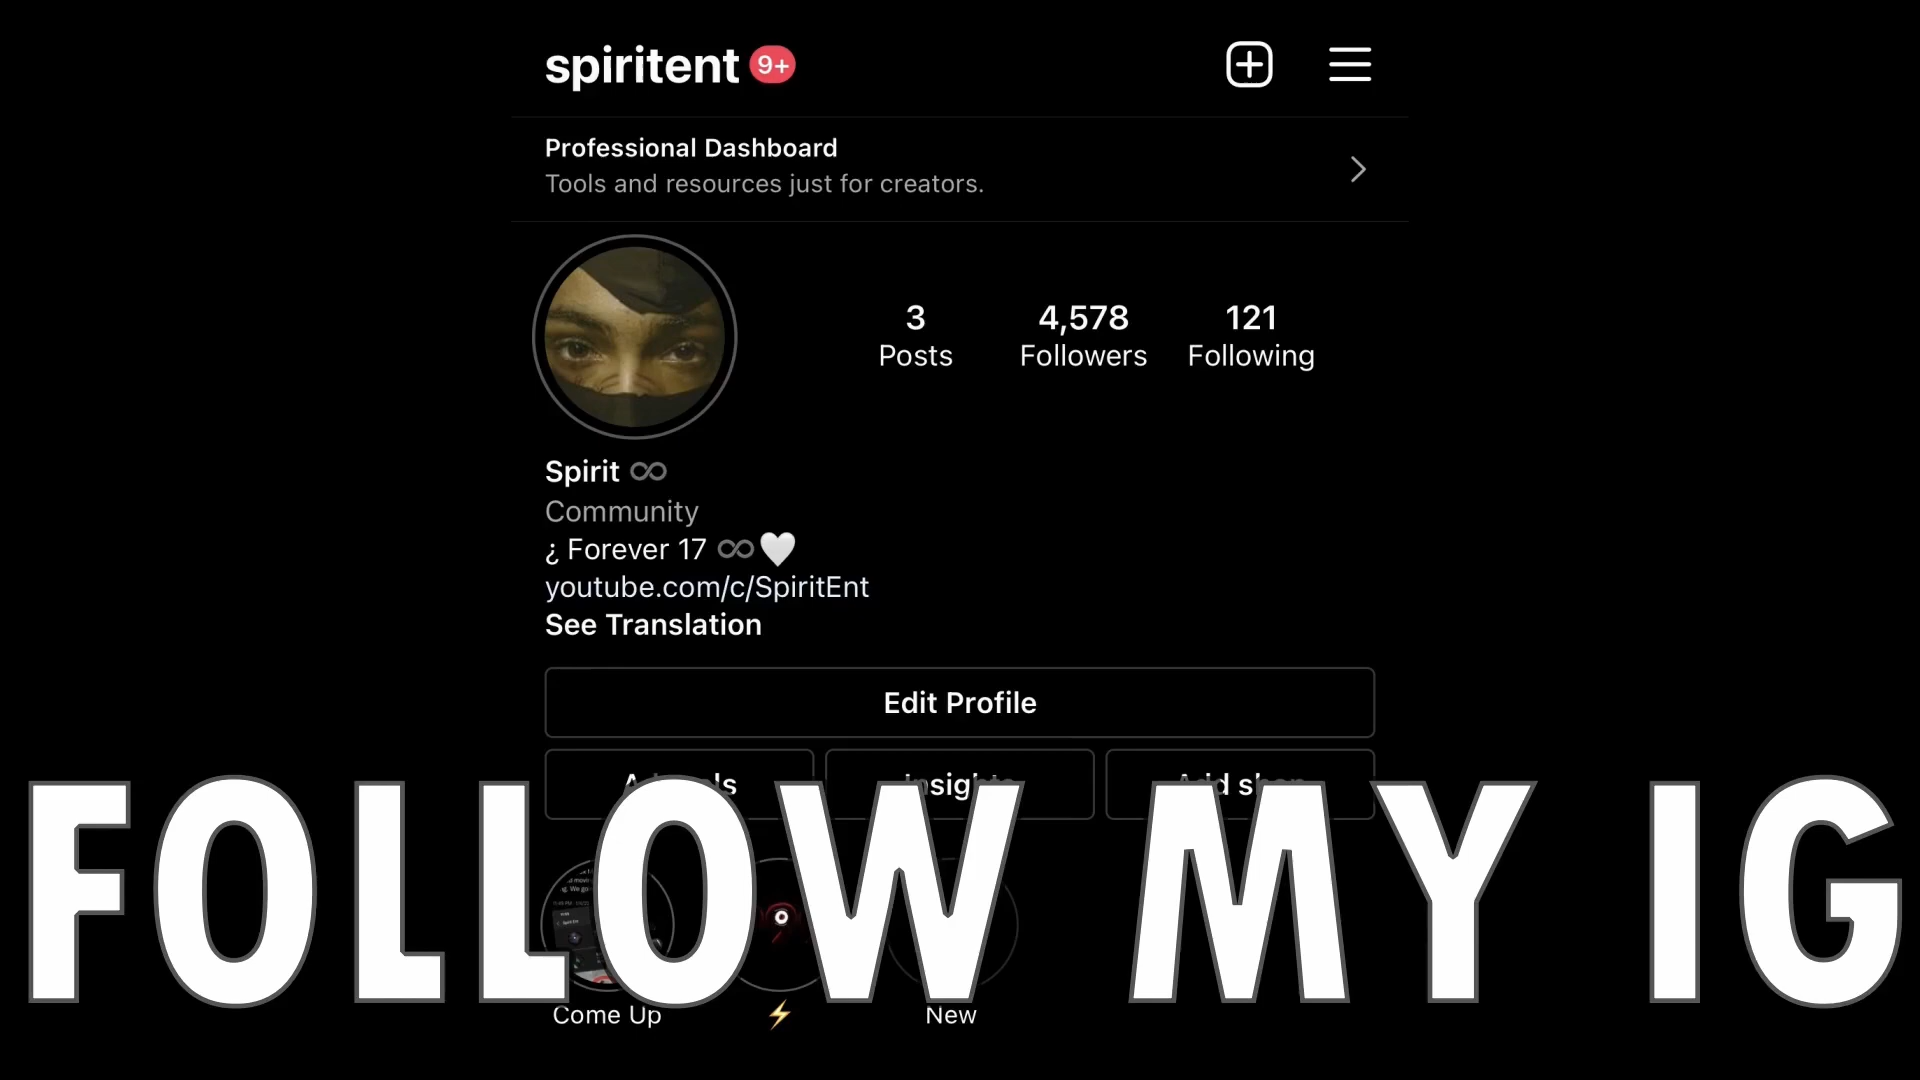 spiritent 9+
Professional Dashboard
Tools and resources just for creators.
3 4,578 121
Posts Followers Following
Spirit ∞
Community
¿ Forever 17 ∞🤍
youtube.com/c/SpiritEnt
See Translation
Edit Profile
FOLLOW MY IG
Come Up ⚡ New